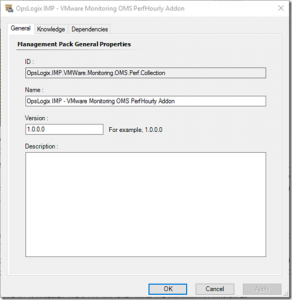 OpsLogix IMP - VMware Monitoring OMS PerfHourly Addon
General Knowledge Dependencies
Management Pack General Properties
ID :
OpsLogix.IMP.VMWare.Monitoring.OMS.Perf.Collection
Name :
OpsLogix IMP - VMware Monitoring OMS PerfHourly Addon
Version :
1.0.0.0 For example, 1.0.0.0
Description :
OK Cancel Apply